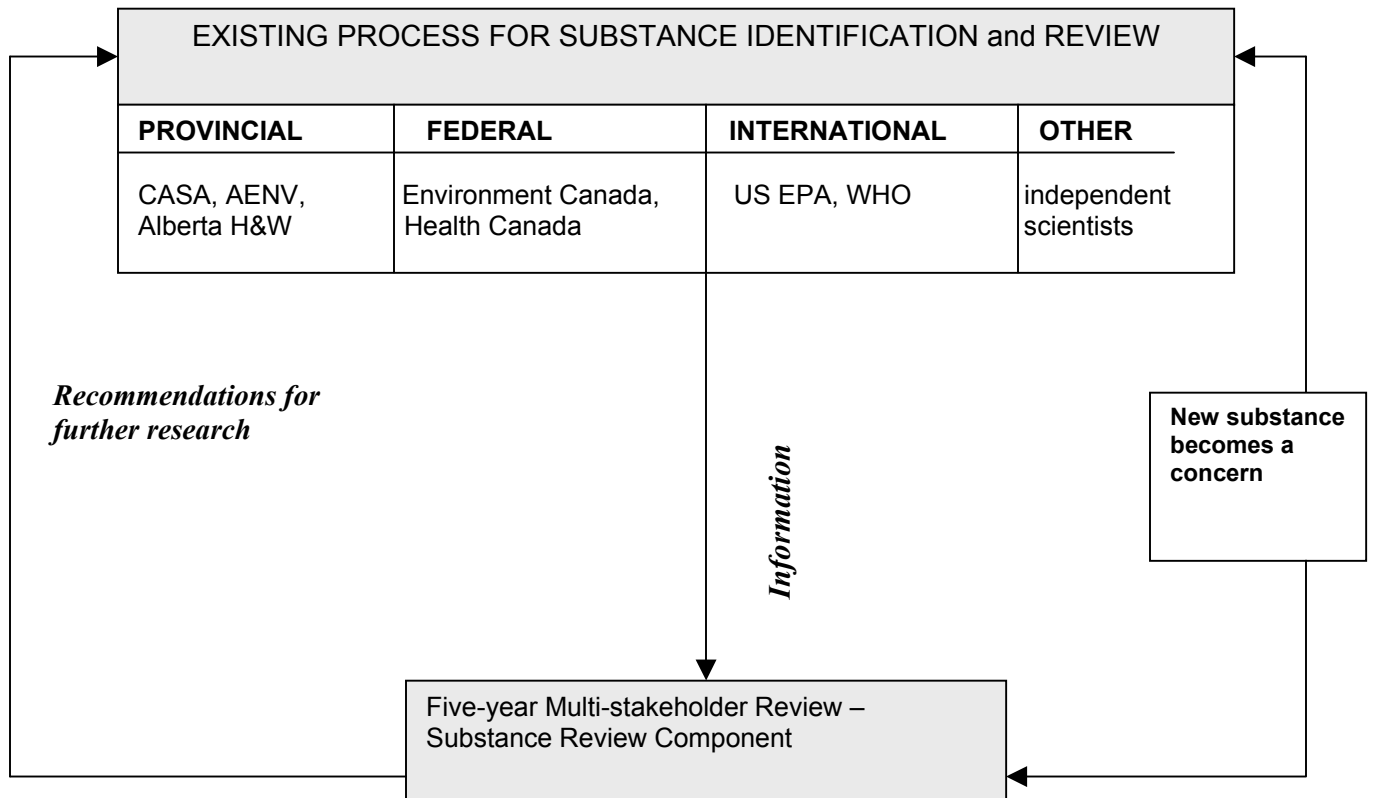 EXISTING PROCESS FOR SUBSTANCE IDENTIFICATION and REVIEW
PROVINCIAL
FEDERAL
INTERNATIONAL
OTHER
CASA, AENV,
Alberta H&W
Environment Canada,
Health Canada
US EPA, WHO
independent
scientists
Recommendations for
further research
Information
New substance
becomes a
concern
Five-year Multi-stakeholder Review –
Substance Review Component